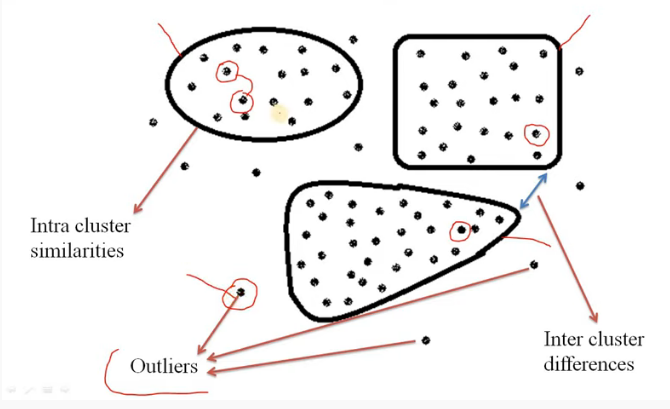 Intra cluster
similarities
Outliers
Inter cluster
differences